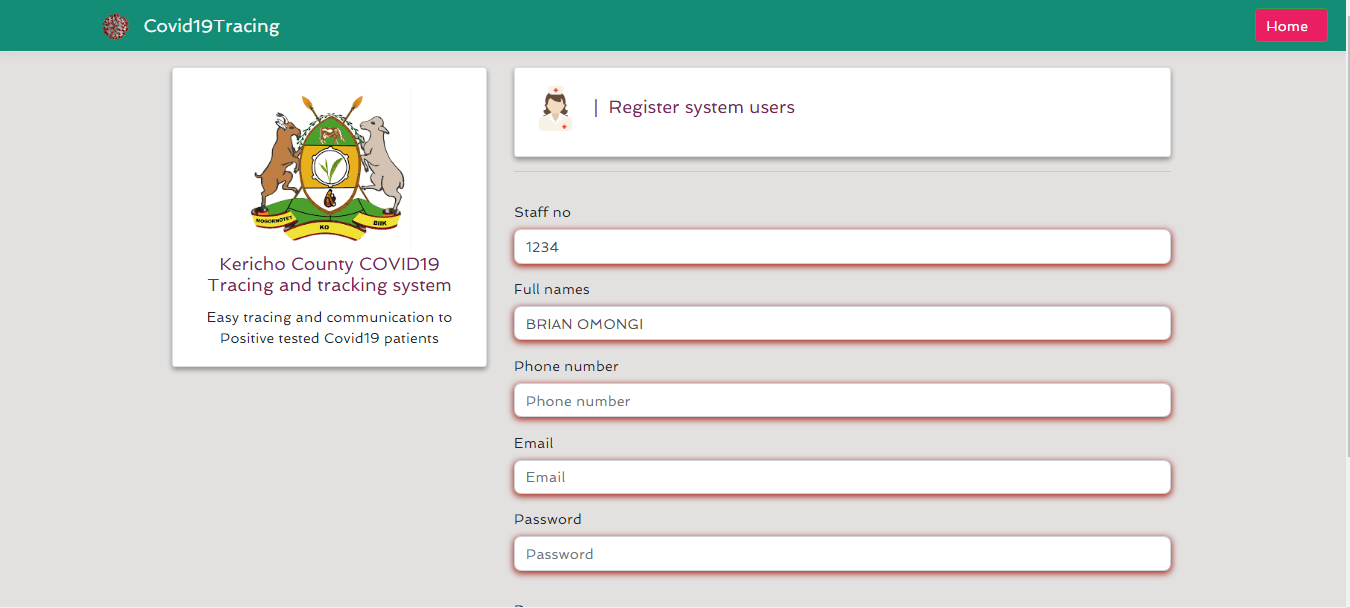 Covid19Tracing
Home
MOGORNOTET
KO
BIIK
Kericho County COVID19
Tracing and tracking system
Easy tracing and communication to
Positive tested Covid19 patients
| Register system users
Staff no
1234
Full names
BRIAN OMONGI
Phone number
Phone number
Email
Email
Password
Password